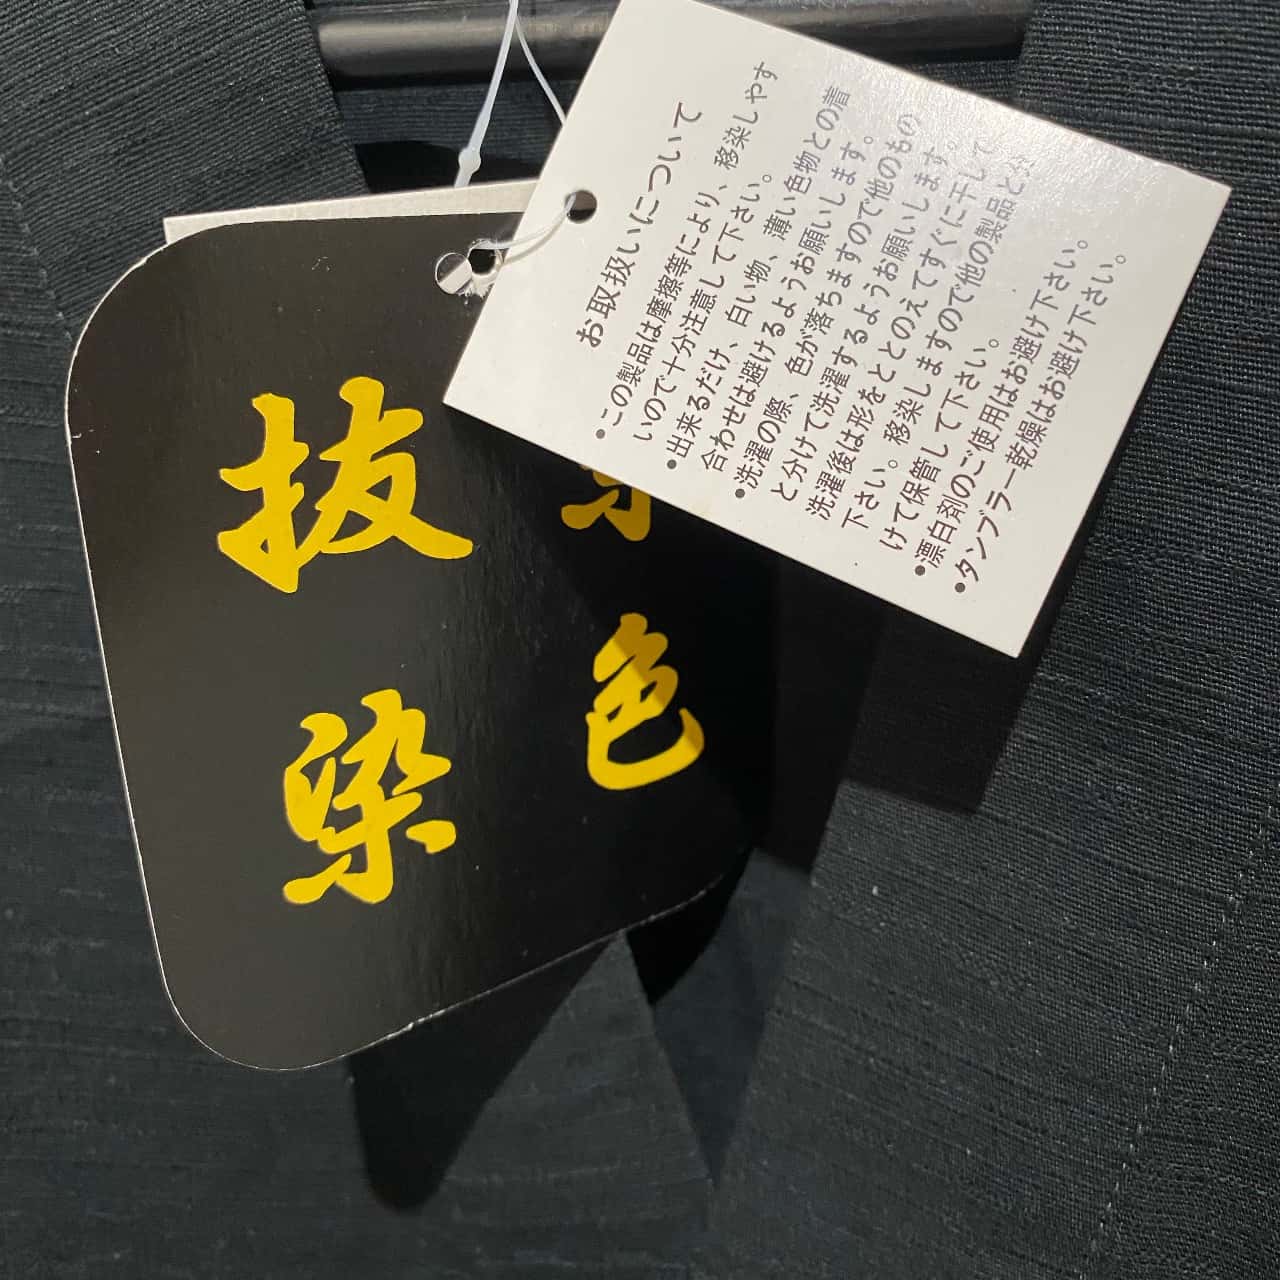 お取扱いについて
•この製品は摩擦等により、移染しやす
いので十分注意して下さい。
•出来るだけ、白い物、薄い色物との着
合わせは避けるようお願いします。
•洗濯の際、色が落ちますので他のもの
と分けて洗濯するようお願いします。
洗濯後は形をととのえてすぐに干して
下さい。移染しますので他の製品と分
けて保管して下さい。
•漂白剤のご使用はお避け下さい。
•タンブラー乾燥はお避け下さい。
色
抜染